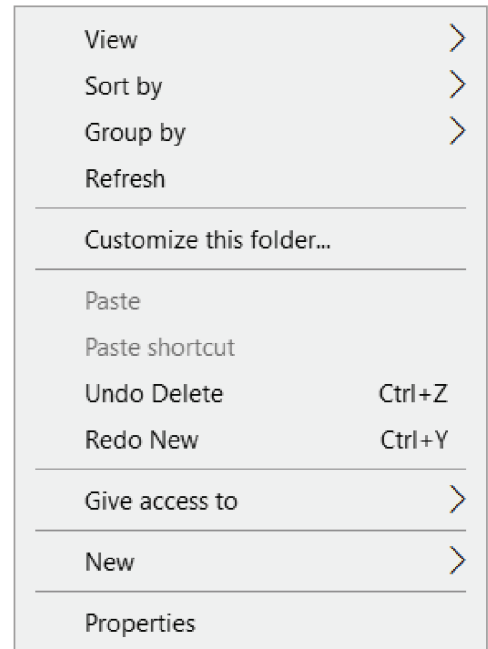 View
Sort by
Group by
Refresh
Customize this folder...
Paste
Paste shortcut
Undo Delete Ctrl+Z
Redo New Ctrl+Y
Give access to
New
Properties